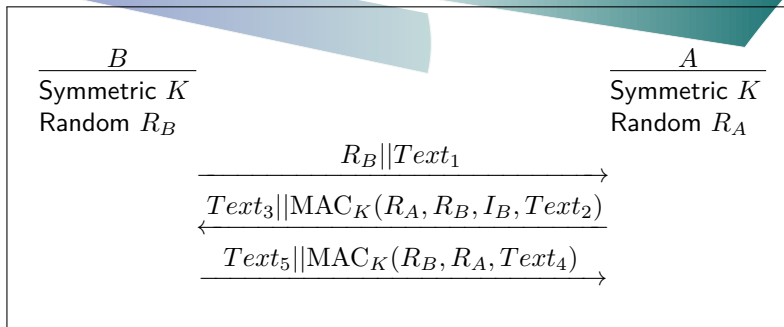 B A
Symmetric K Symmetric K
Random R_B Random R_A
R_B||Text_1
Text_3||MAC_K(R_A, R_B, I_B, Text_2)
Text_5||MAC_K(R_B, R_A, Text_4)